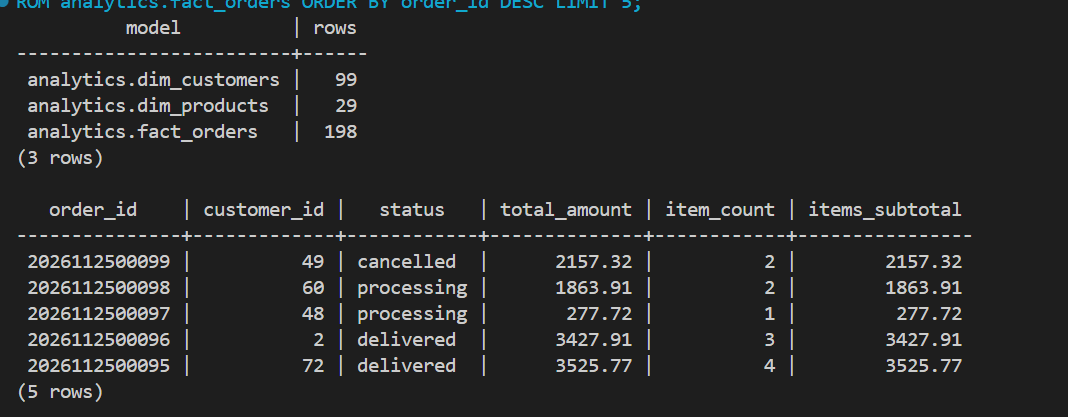 ROM analytics.fact_orders ORDER BY order_id DESC LIMIT 5;
          model          | rows
-------------------------+------
 analytics.dim_customers |   99
 analytics.dim_products  |   29
 analytics.fact_orders   |  198
(3 rows)

   order_id    | customer_id |   status   | total_amount | item_count | items_subtotal
---------------+-------------+------------+--------------+------------+----------------
 2026112500099 |          49 | cancelled  |      2157.32 |          2 |        2157.32
 2026112500098 |          60 | processing |      1863.91 |          2 |        1863.91
 2026112500097 |          48 | processing |       277.72 |          1 |         277.72
 2026112500096 |           2 | delivered  |      3427.91 |          3 |        3427.91
 2026112500095 |          72 | delivered  |      3525.77 |          4 |        3525.77
(5 rows)